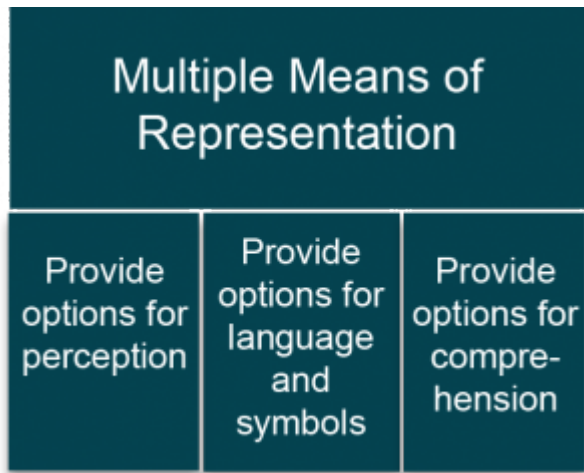 Multiple Means of
Representation
Provide
options for
perception
Provide
options for
language
and
symbols
Provide
options for
compre-
hension